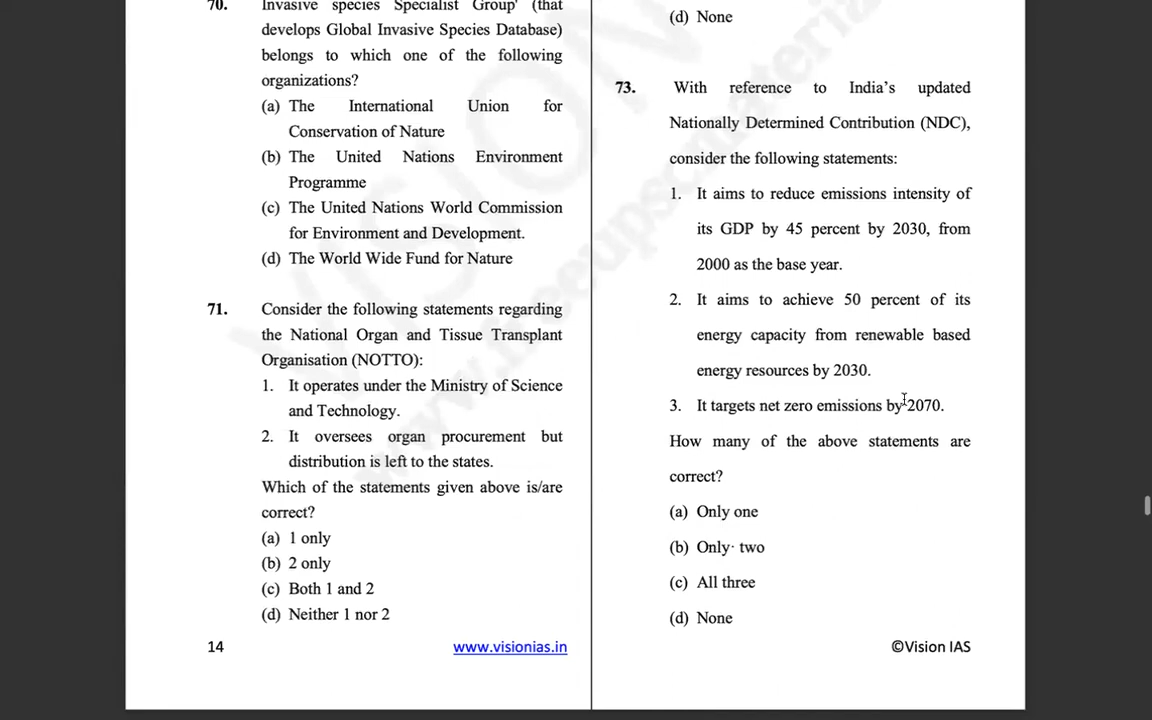 70. Invasive species Specialist Group' (that
develops Global Invasive Species Database)
belongs to which one of the following
organizations?
(a) The International Union for
Conservation of Nature
(b) The United Nations Environment
Programme
(c) The United Nations World Commission
for Environment and Development.
(d) The World Wide Fund for Nature
71. Consider the following statements regarding
the National Organ and Tissue Transplant
Organisation (NOTTO):
1. It operates under the Ministry of Science
and Technology.
2. It oversees organ procurement but
distribution is left to the states.
Which of the statements given above is/are
correct?
(a) 1 only
(b) 2 only
(c) Both 1 and 2
(d) Neither 1 nor 2
(d) None
73. With reference to India's updated
Nationally Determined Contribution (NDC),
consider the following statements:
1. It aims to reduce emissions intensity of
its GDP by 45 percent by 2030, from
2000 as the base year.
2. It aims to achieve 50 percent of its
energy capacity from renewable based
energy resources by 2030.
3. It targets net zero emissions by 2070.
How many of the above statements are
correct?
(a) Only one
(b) Only· two
(c) All three
(d) None
14
www.visionias.in
©Vision IAS
VISION